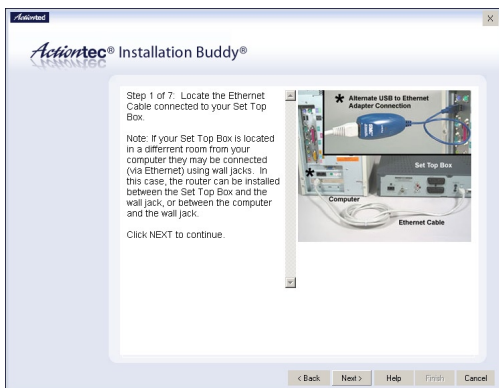 Actiontec
Actiontec® Installation Buddy®
Step 1 of 7: Locate the Ethernet
Cable connected to your Set Top
Box.
Note: If your Set Top Box is located
in a different room from your
computer they may be connected
(via Ethernet) using wall jacks. In
this case, the router can be installed
between the Set Top Box and the
wall jack, or between the computer
and the wall jack.
Click NEXT to continue.
* Alternate USB to Ethernet
Adapter Connection
*
Set Top Box
Computer
Ethernet Cable
< Back
Next >
Help
Finish
Cancel